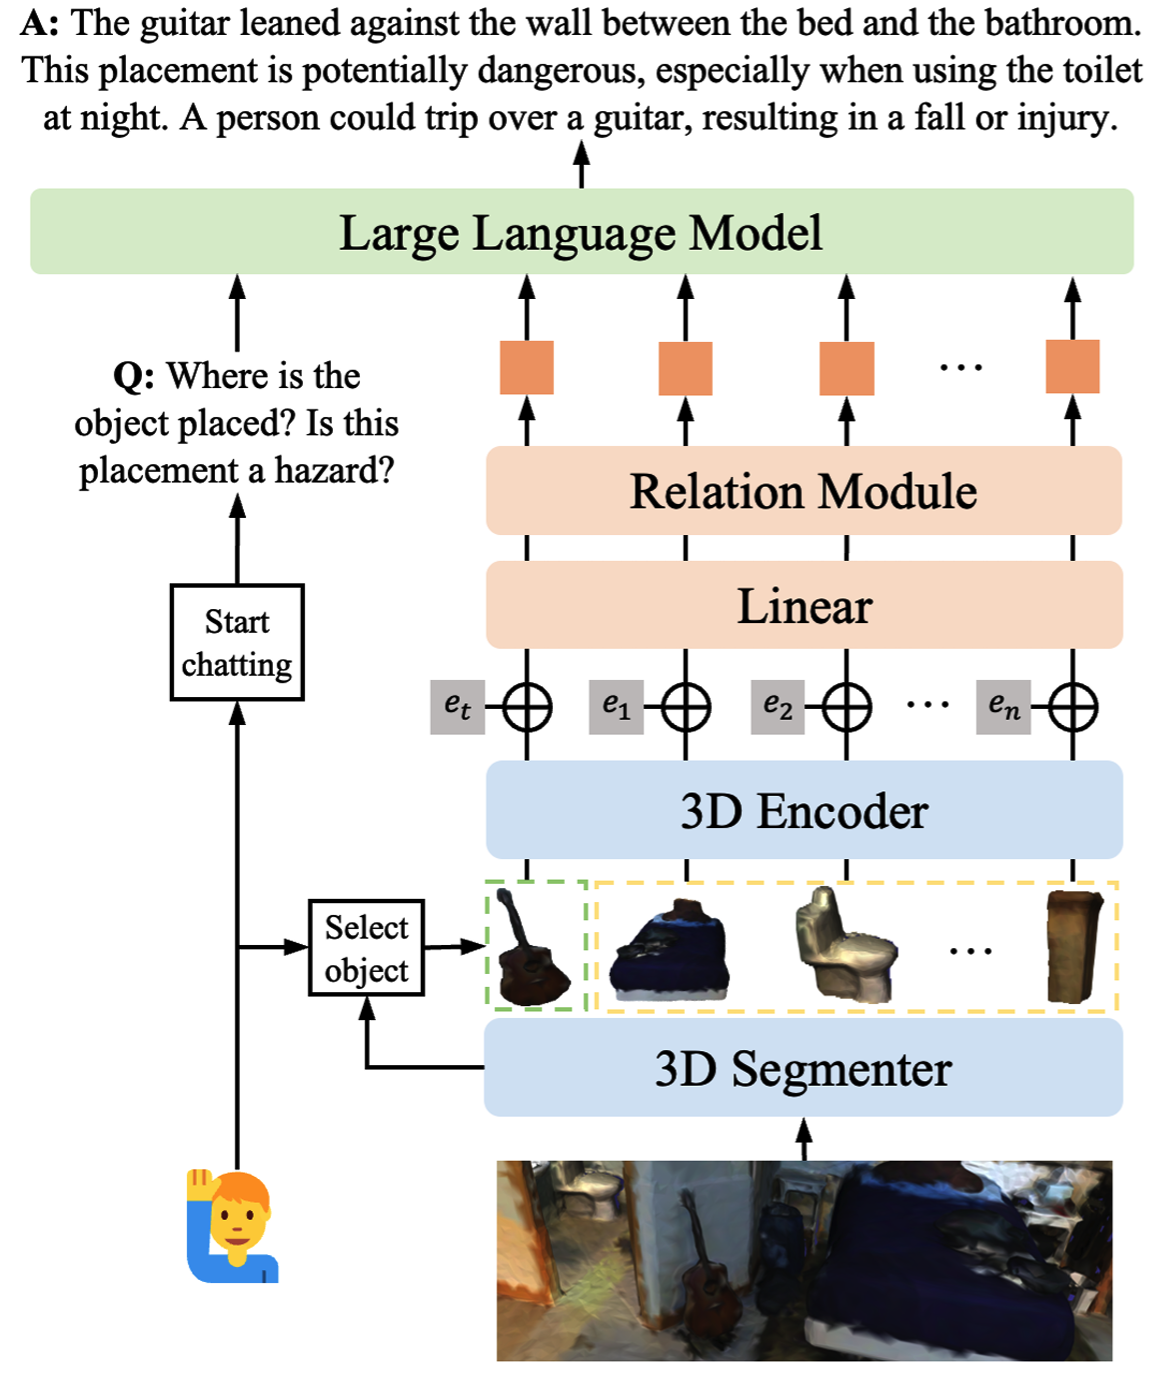 A: The guitar leaned against the wall between the bed and the bathroom.
This placement is potentially dangerous, especially when using the toilet
at night. A person could trip over a guitar, resulting in a fall or injury.
Large Language Model
Q: Where is the
object placed? Is this
placement a hazard?
...
Relation Module
Linear
Start
chatting
e_t
e_1
e_2
...
e_n
3D Encoder
Select
object
...
3D Segmenter